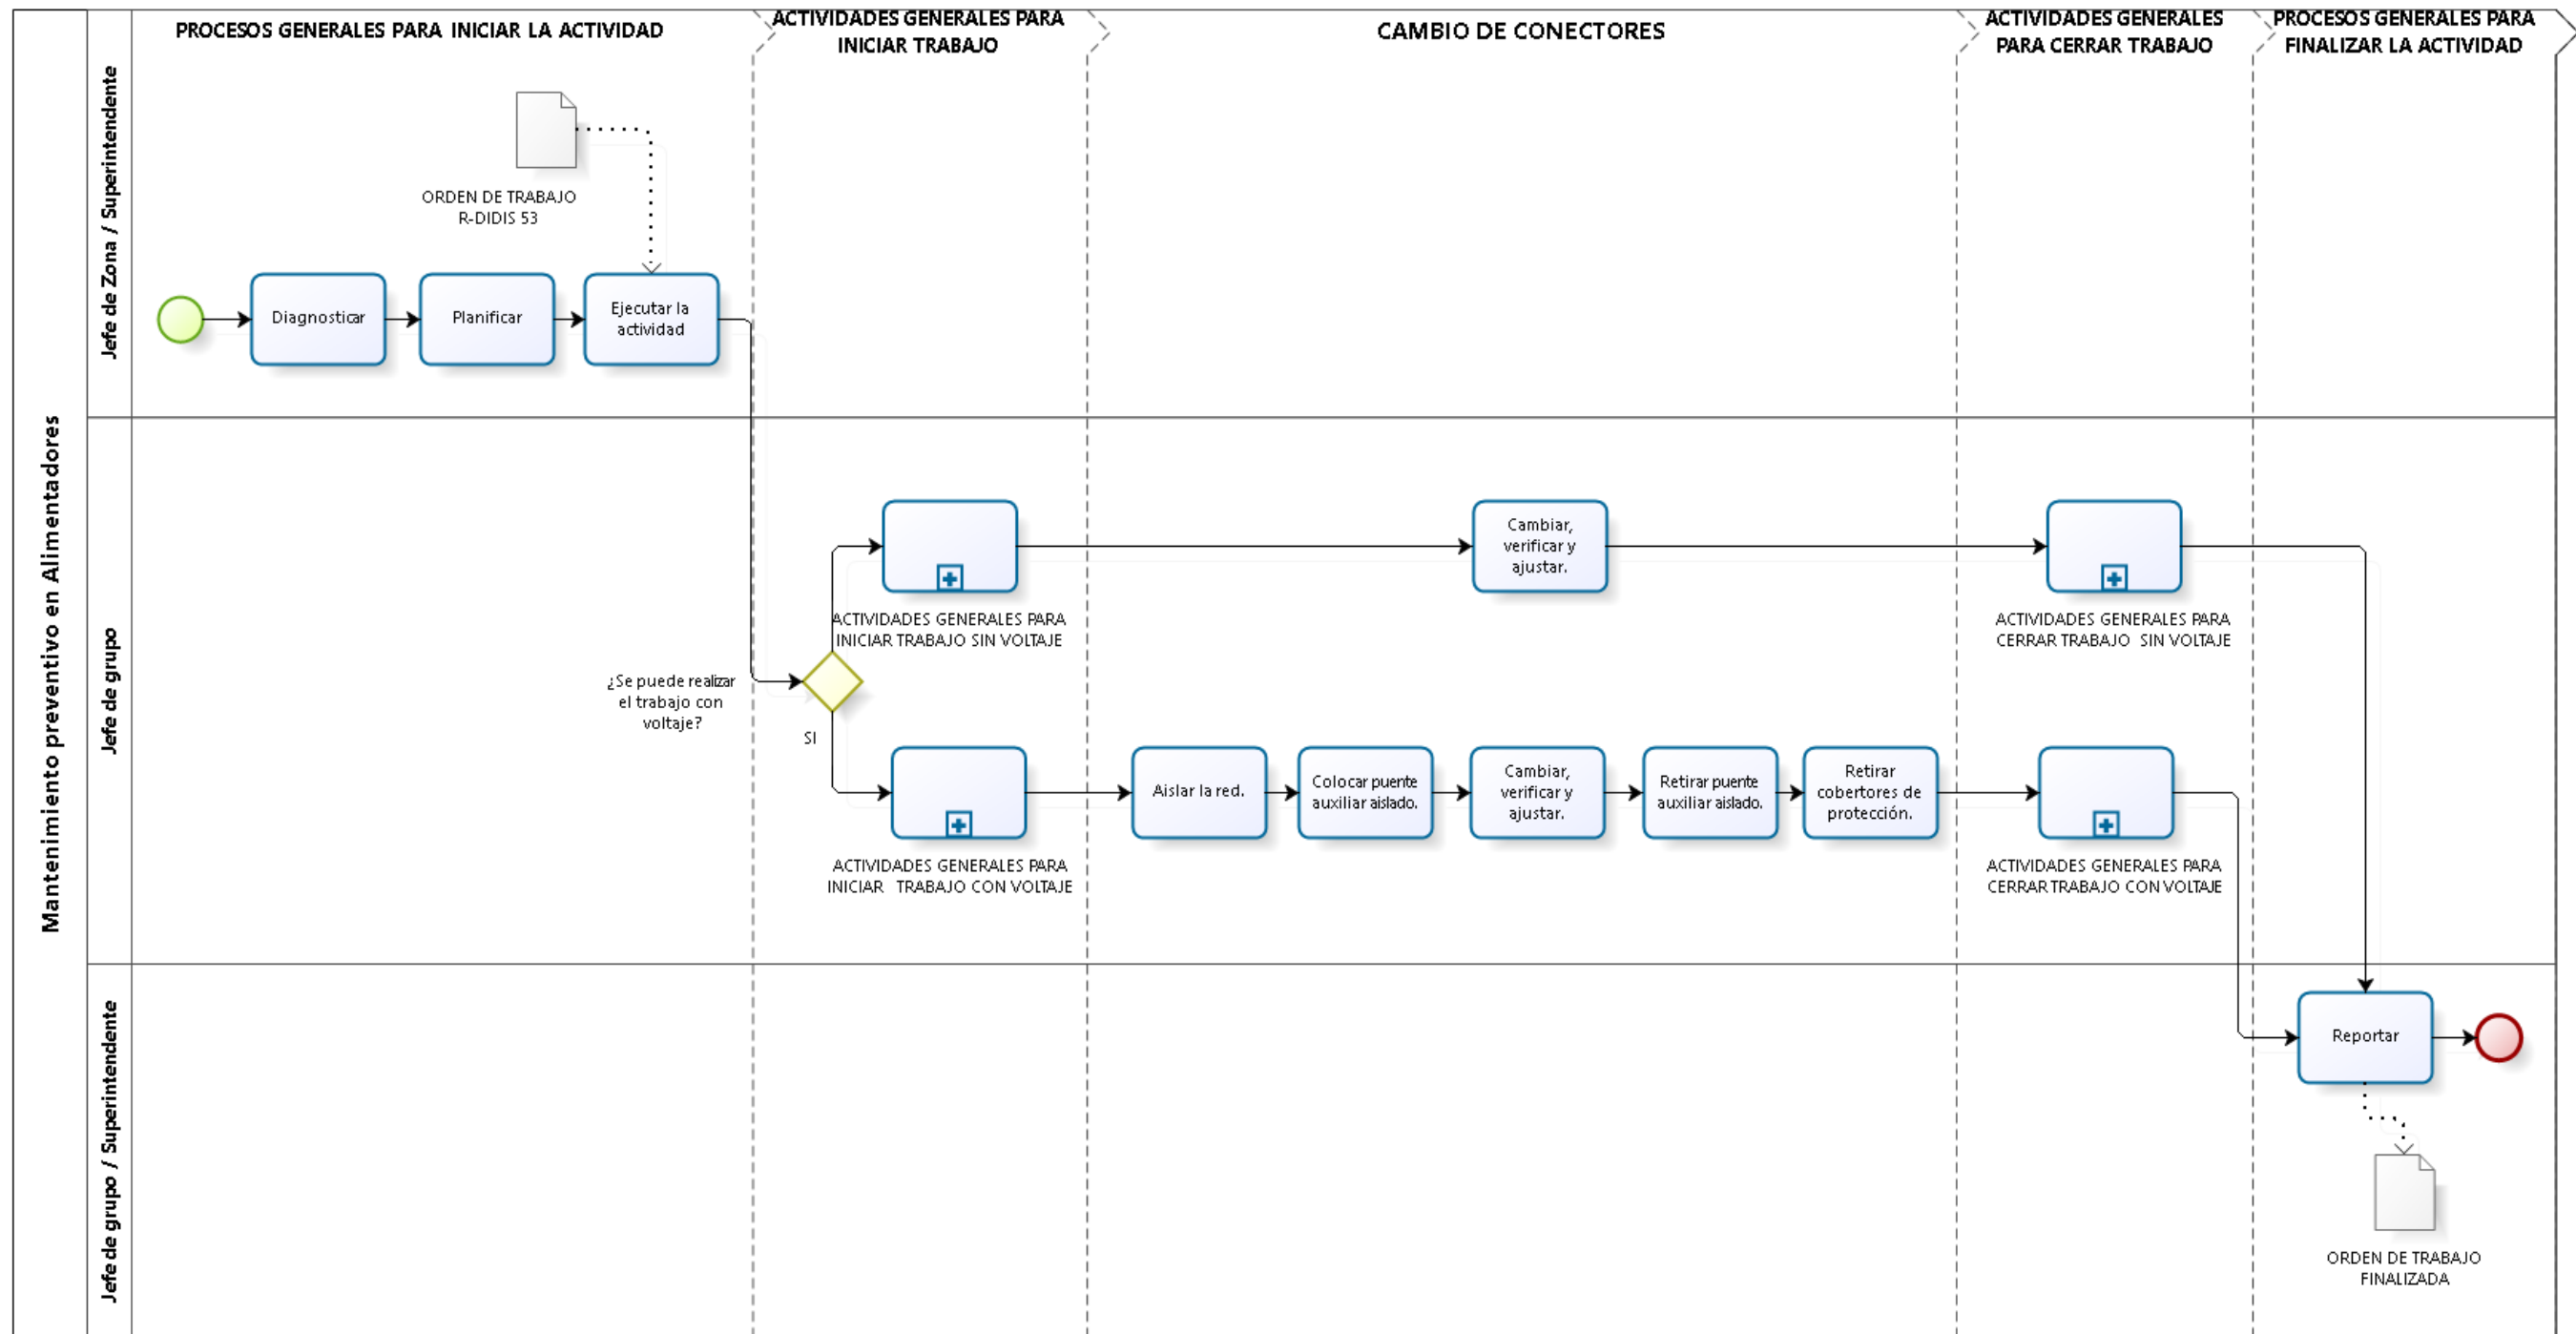 PROCESOS GENERALES PARA INICIAR LA ACTIVIDAD
ACTIVIDADES GENERALES PARA
INICIAR TRABAJO
CAMBIO DE CONECTORES
ACTIVIDADES GENERALES
PARA CERRAR TRABAJO
PROCESOS GENERALES PARA
FINALIZAR LA ACTIVIDAD
Mantenimiento preventivo en Alimentadores
Jefe de Zona / Superintendente
ORDEN DE TRABAJO
R-DIDIS 53
Diagnosticar
Planificar
Ejecutar la
actividad
Jefe de grupo
¿Se puede realizar
el trabajo con
voltaje?
ACTIVIDADES GENERALES PARA
INICIAR TRABAJO SIN VOLTAJE
Cambiar,
verificar y
ajustar.
ACTIVIDADES GENERALES PARA
CERRAR TRABAJO SIN VOLTAJE
SI
ACTIVIDADES GENERALES PARA
INICIAR TRABAJO CON VOLTAJE
Aislar la red.
Colocar puente
auxiliar aislado.
Cambiar,
verificar y
ajustar.
Retirar puente
auxiliar aislado.
Retirar
cobertores de
protección.
ACTIVIDADES GENERALES PARA
CERRAR TRABAJO CON VOLTAJE
Jefe de grupo / Superintendente
Reportar
ORDEN DE TRABAJO
FINALIZADA